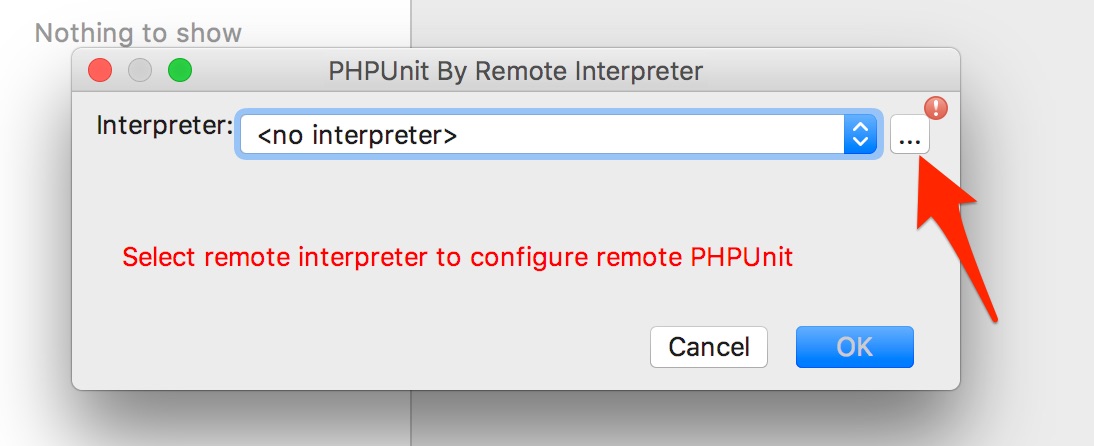 Nothing to show
PHPUnit By Remote Interpreter
Interpreter:
<no interpreter>
...
Select remote interpreter to configure remote PHPUnit
Cancel
OK